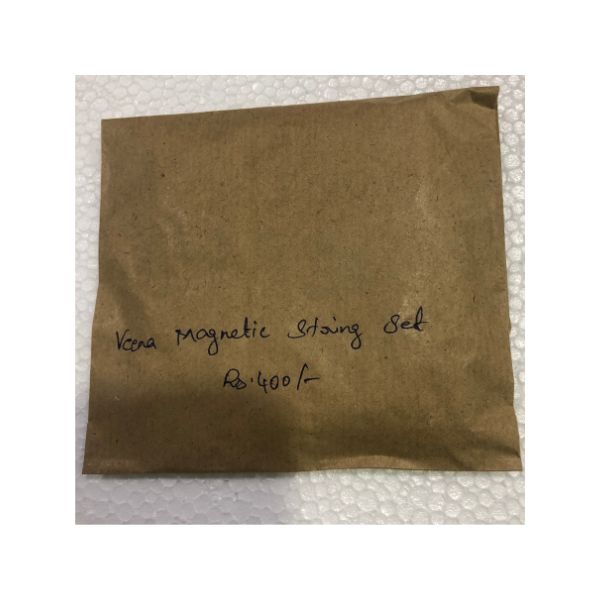 Veena Magnetic String Set
Rs.400/-